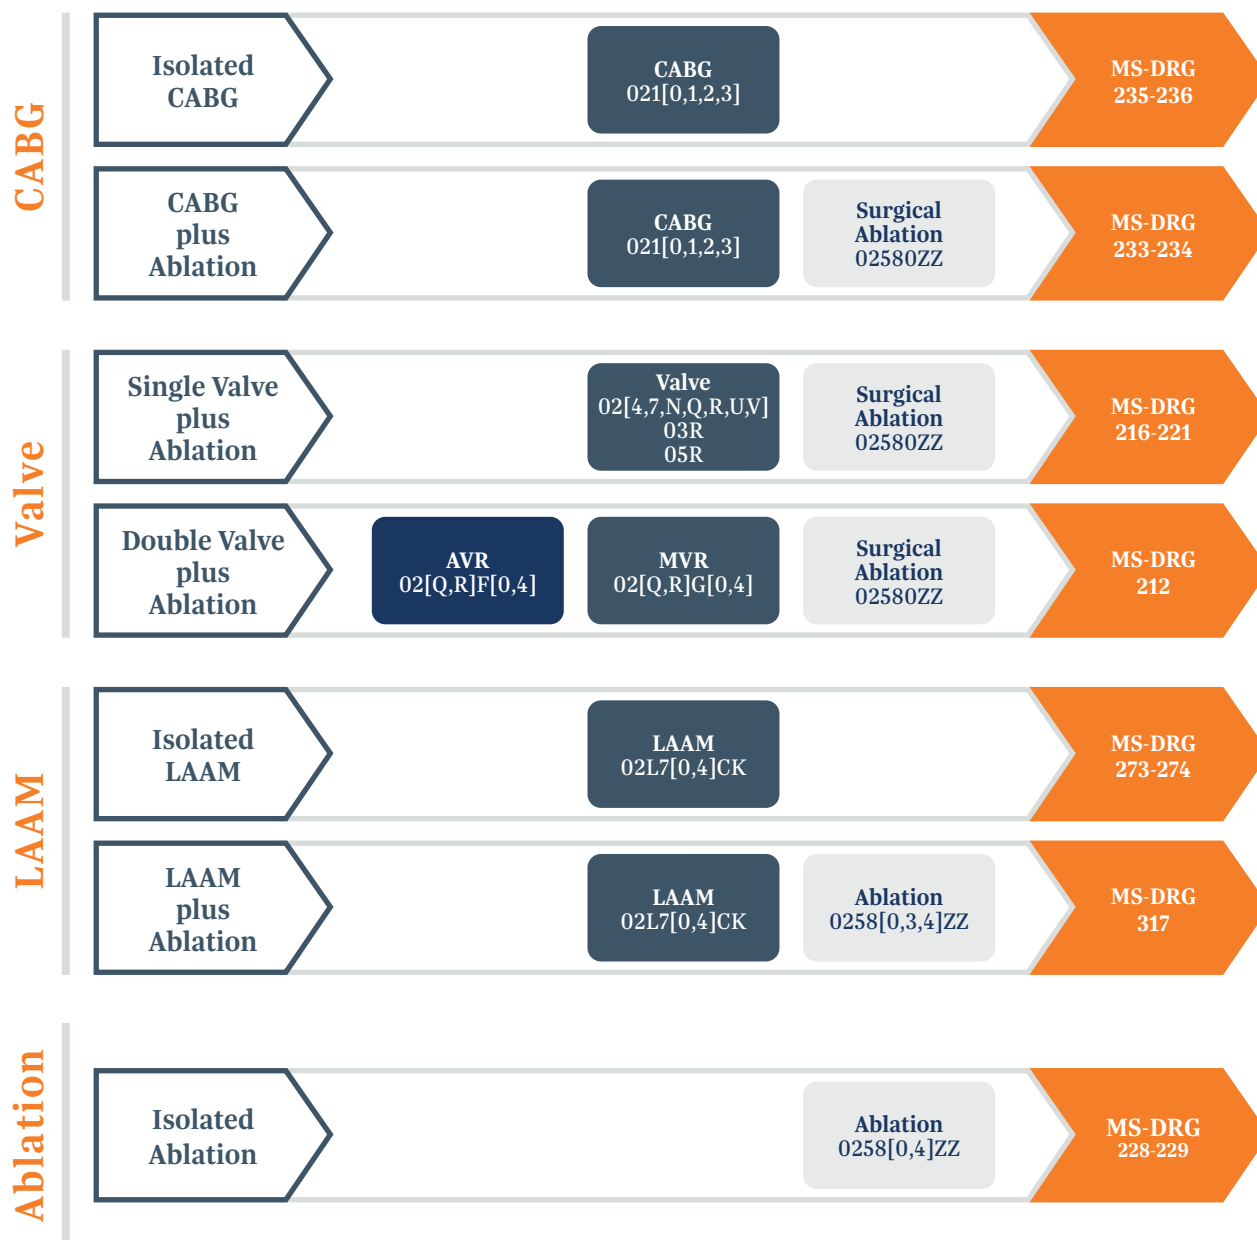 CABG
Isolated
CABG
CABG
021[0,1,2,3]
MS-DRG
235-236
CABG
plus
Ablation
CABG
021[0,1,2,3]
Surgical
Ablation
02580ZZ
MS-DRG
233-234
Valve
Single Valve
plus
Ablation
Valve
02[4,7,N,Q,R,U,V]
03R
05R
Surgical
Ablation
02580ZZ
MS-DRG
216-221
Double Valve
plus
Ablation
AVR
02[Q,R]F[0,4]
MVR
02[Q,R]G[0,4]
Surgical
Ablation
02580ZZ
MS-DRG
212
LAAM
Isolated
LAAM
LAAM
02L7[0,4]CK
MS-DRG
273-274
LAAM
plus
Ablation
LAAM
02L7[0,4]CK
Ablation
0258[0,3,4]ZZ
MS-DRG
317
Ablation
Isolated
Ablation
Ablation
0258[0,4]ZZ
MS-DRG
228-229